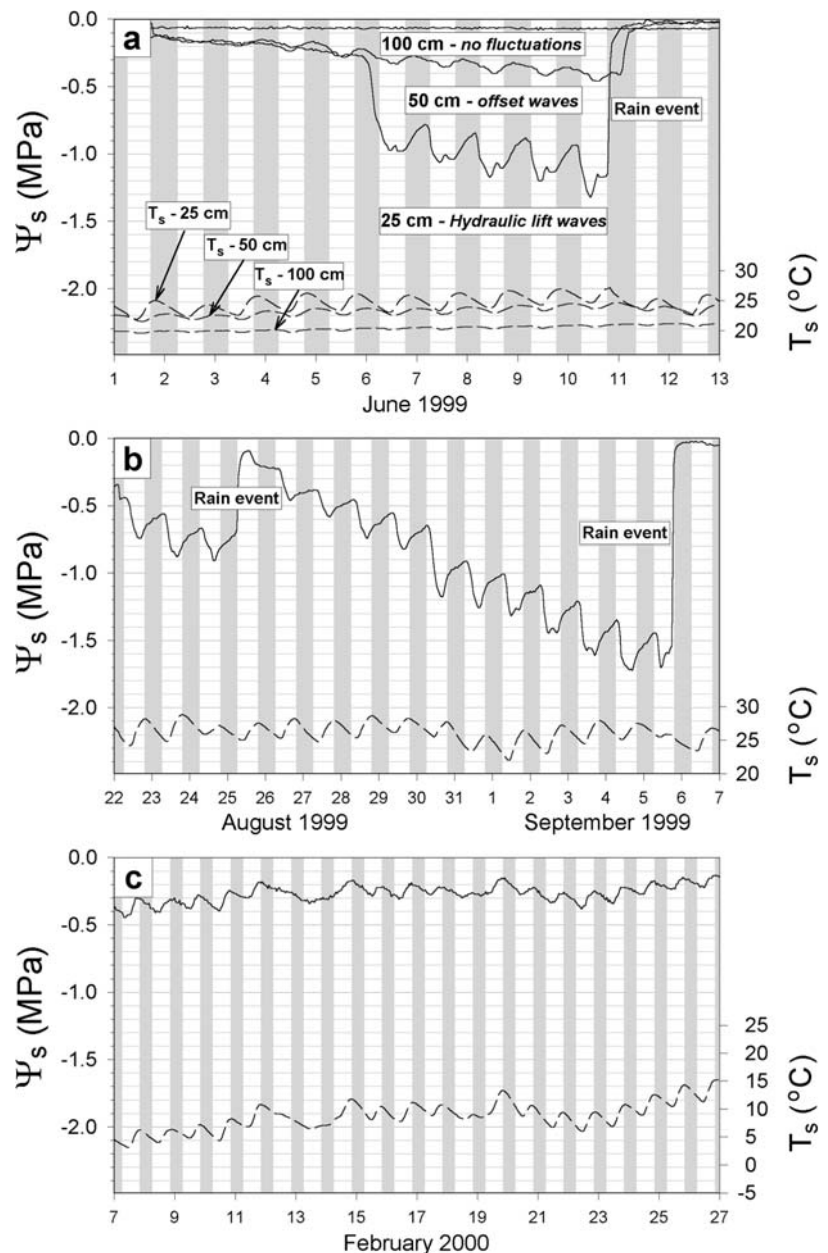 a
0.0
-0.5
-1.0
-1.5
-2.0
Ψs (MPa)
100 cm - no fluctuations
50 cm - offset waves
Rain event
25 cm - Hydraulic lift waves
Ts - 25 cm
Ts - 50 cm
Ts - 100 cm
30
25
20
Ts (°C)
1 2 3 4 5 6 7 8 9 10 11 12 13
June 1999
b
0.0
-0.5
-1.0
-1.5
-2.0
Ψs (MPa)
Rain event
Rain event
30
25
20
Ts (°C)
22 23 24 25 26 27 28 29 30 31 1 2 3 4 5 6 7
August 1999 September 1999
c
0.0
-0.5
-1.0
-1.5
-2.0
Ψs (MPa)
25
20
15
10
5
0
-5
Ts (°C)
7 9 11 13 15 17 19 21 23 25 27
February 2000